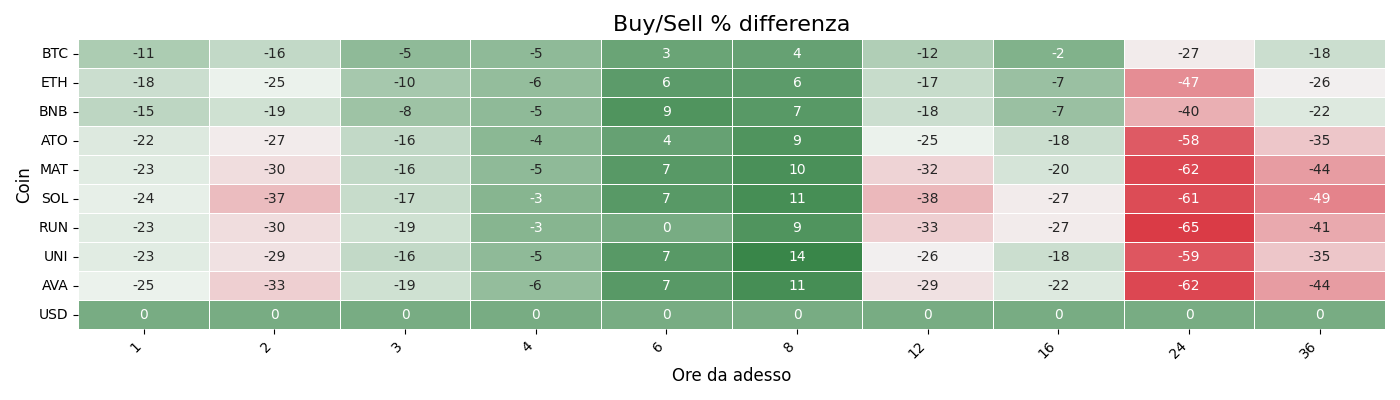 Buy/Sell % differenza
Coin
BTC -11 -16 -5 -5 3 4 -12 -2 -27 -18
ETH -18 -25 -10 -6 6 6 -17 -7 -47 -26
BNB -15 -19 -8 -5 9 7 -18 -7 -40 -22
ATO -22 -27 -16 -4 4 9 -25 -18 -58 -35
MAT -23 -30 -16 -5 7 10 -32 -20 -62 -44
SOL -24 -37 -17 -3 7 11 -38 -27 -61 -49
RUN -23 -30 -19 -3 0 9 -33 -27 -65 -41
UNI -23 -29 -16 -5 7 14 -26 -18 -59 -35
AVA -25 -33 -19 -6 7 11 -29 -22 -62 -44
USD 0 0 0 0 0 0 0 0 0 0
1 2 3 4 6 8 12 16 24 36
Ore da adesso